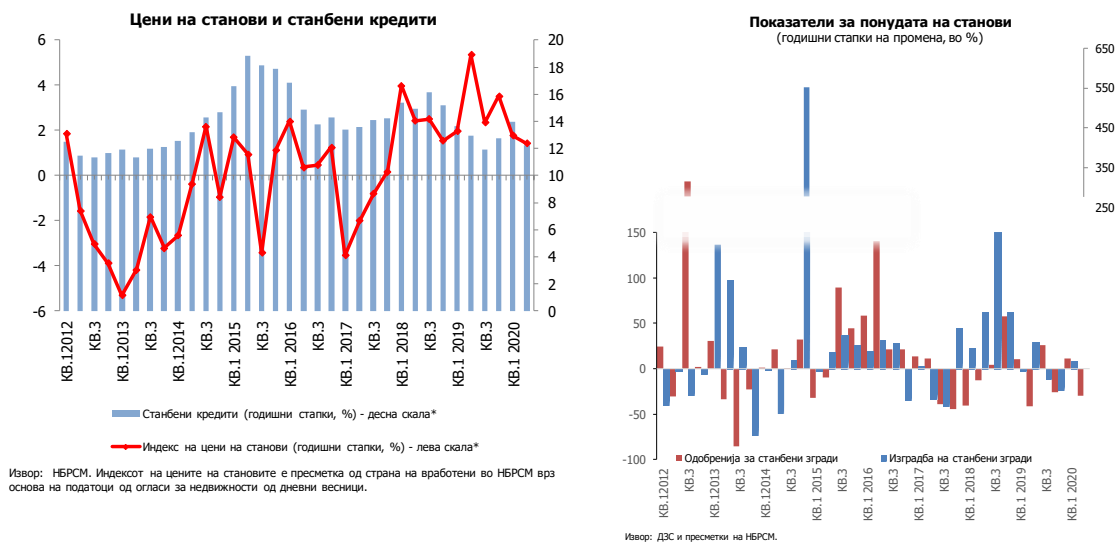 Цени на станови и станбени кредити
6
4
2
0
-2
-4
-6
20
18
16
14
12
10
8
6
4
2
0
КВ.12012
КВ.3
КВ.12013
КВ.3
КВ.12014
КВ.3
КВ.1 2015
КВ.3
КВ.1 2016
КВ.3
КВ.1 2017
КВ.3
КВ.1 2018
КВ.3
КВ.1 2019
КВ.3
КВ.1 2020
Станбени кредити (годишни стапки, %) - десна скала*
Индекс на цени на станови (годишни стапки, %) - лева скала*
Извор: НБРСМ. Индексот на цените на становите е пресметка од страна на вработени во НБРСМ врз
основа на податоци од огласи за недвижности од дневни весници.
Показатели за понудата на станови
(годишни стапки на промена, во %)
650
550
450
350
250
150
100
50
0
-50
-100
Одобренија за станбени згради
Изградба на станбени згради
КВ.12012
КВ.3
КВ.12013
КВ.3
КВ.12014
КВ.3
КВ.1 2015
КВ.3
КВ.1 2016
КВ.3
КВ.1 2017
КВ.3
КВ.1 2018
КВ.3
КВ.1 2019
КВ.3
КВ.1 2020
Извор: ДЗС и пресметки на НБРСМ.